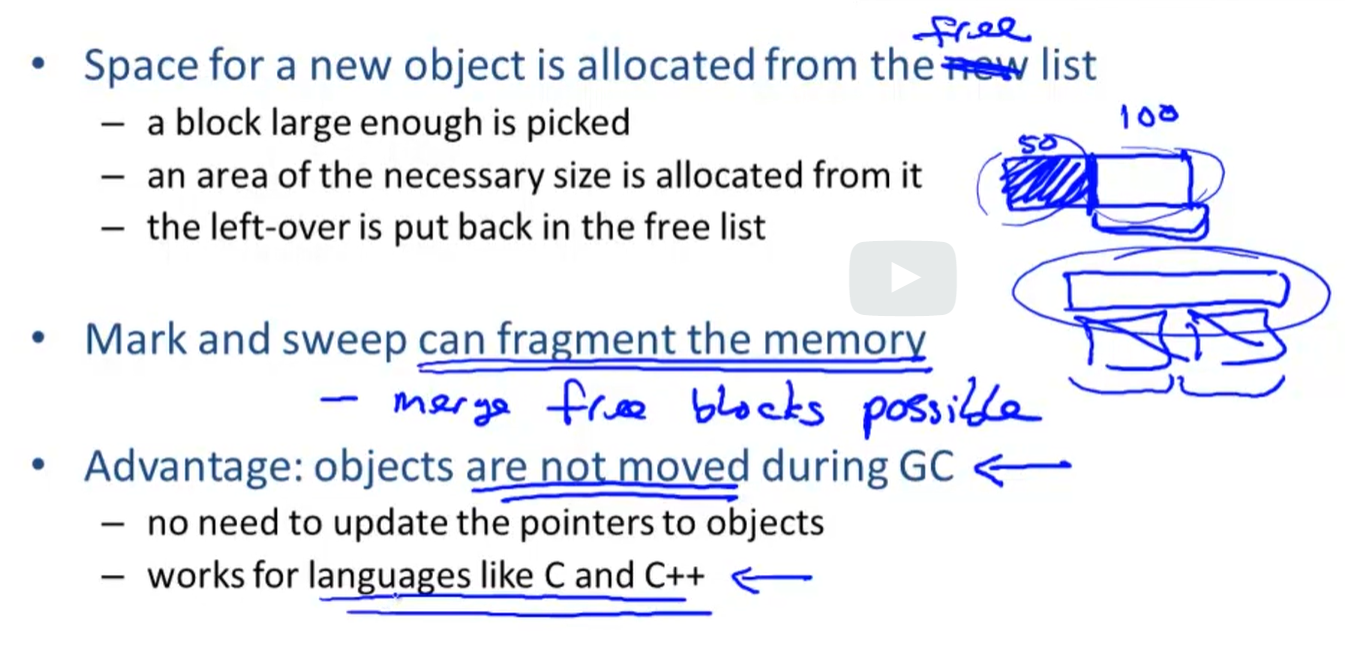 free
• Space for a new object is allocated from the new list
– a block large enough is picked
100
50
– an area of the necessary size is allocated from it
– the left-over is put back in the free list
• Mark and sweep can fragment the memory
– merge free blocks possible
• Advantage: objects are not moved during GC
– no need to update the pointers to objects
– works for languages like C and C++